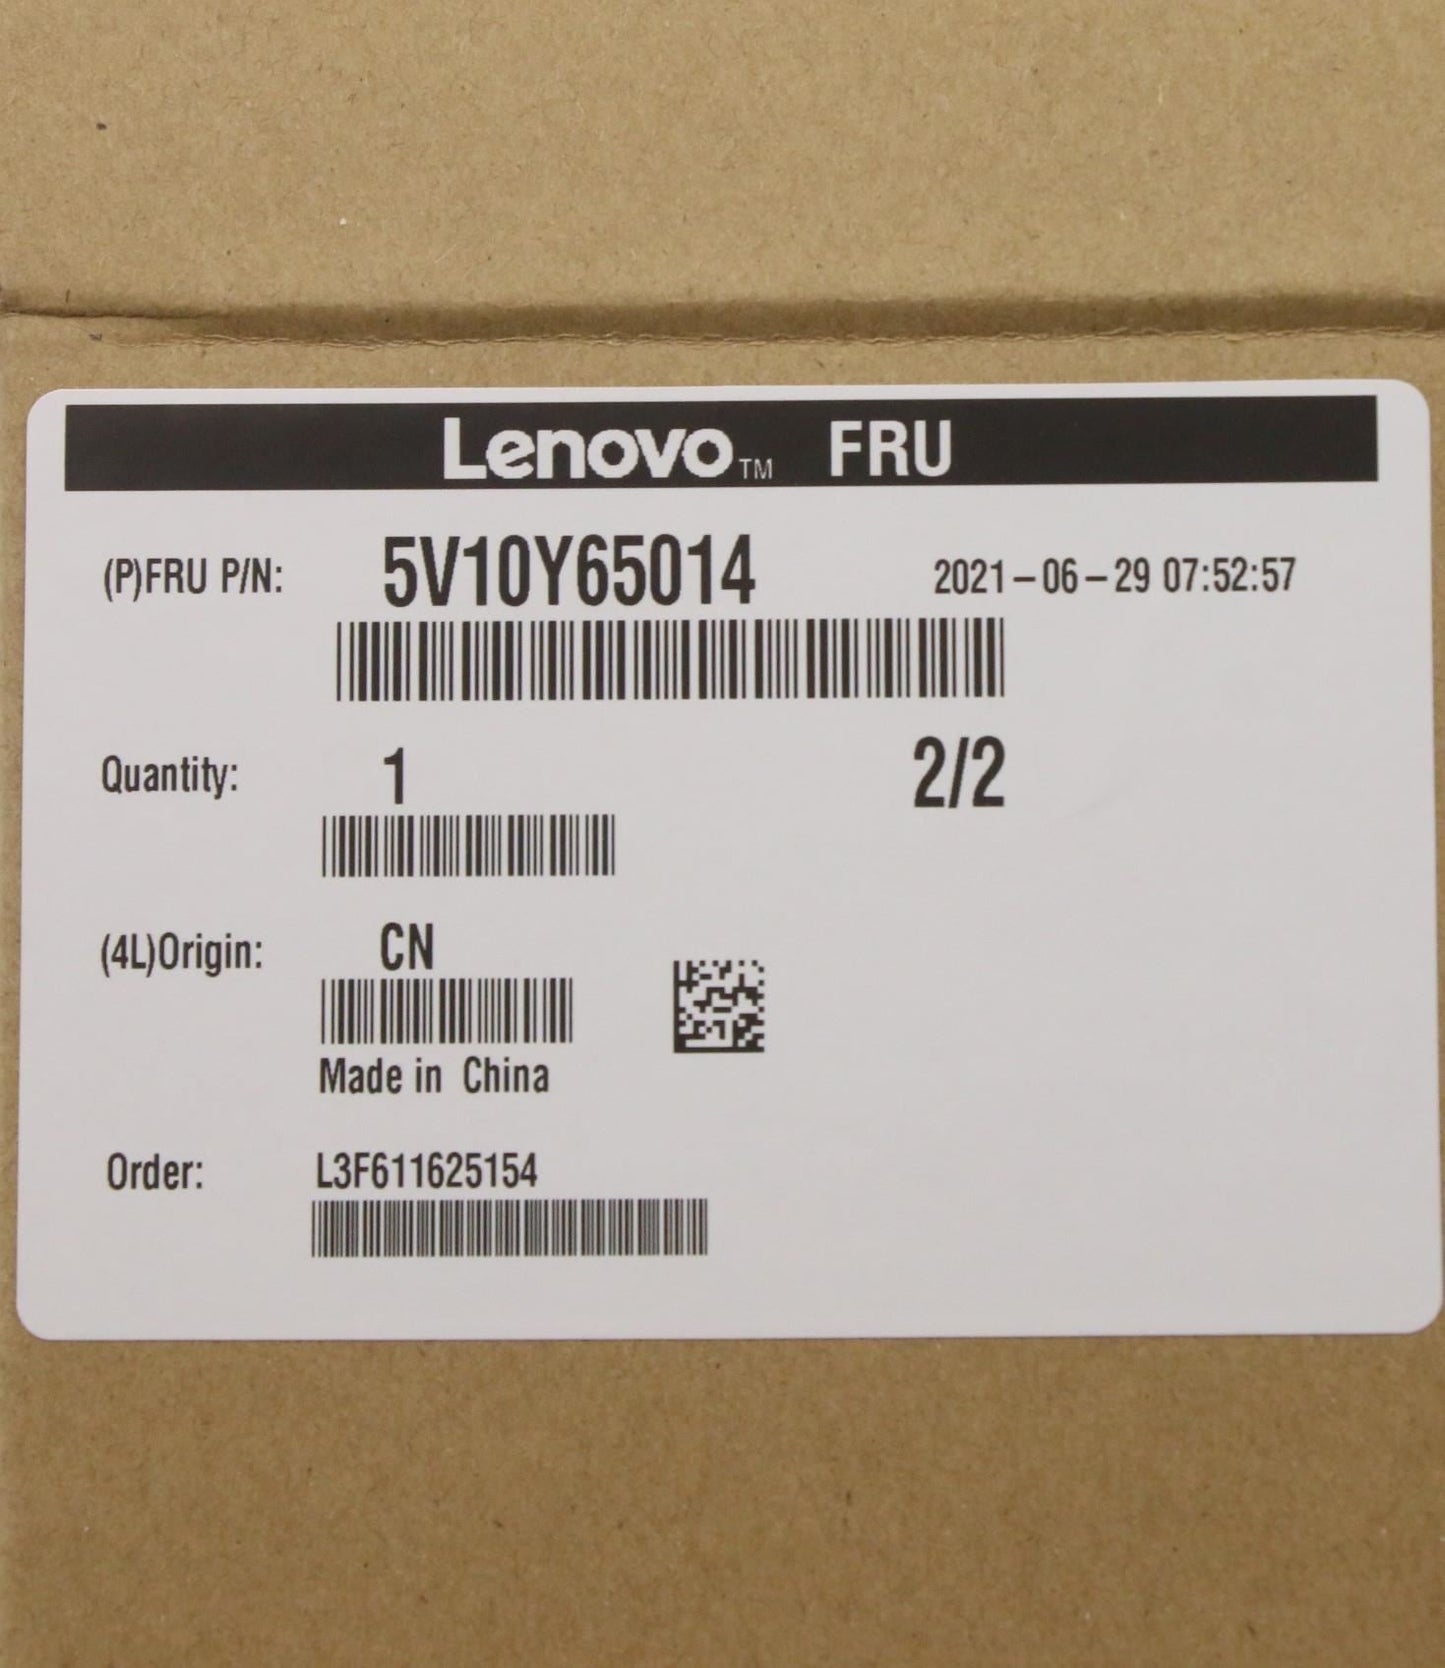 Lenovo™ FRU
(P)FRU P/N: 5V10Y65014 2021-06-29 07:52:57
Quantity: 1 2/2
(4L)Origin: CN
Made in China
Order: L3F611625154